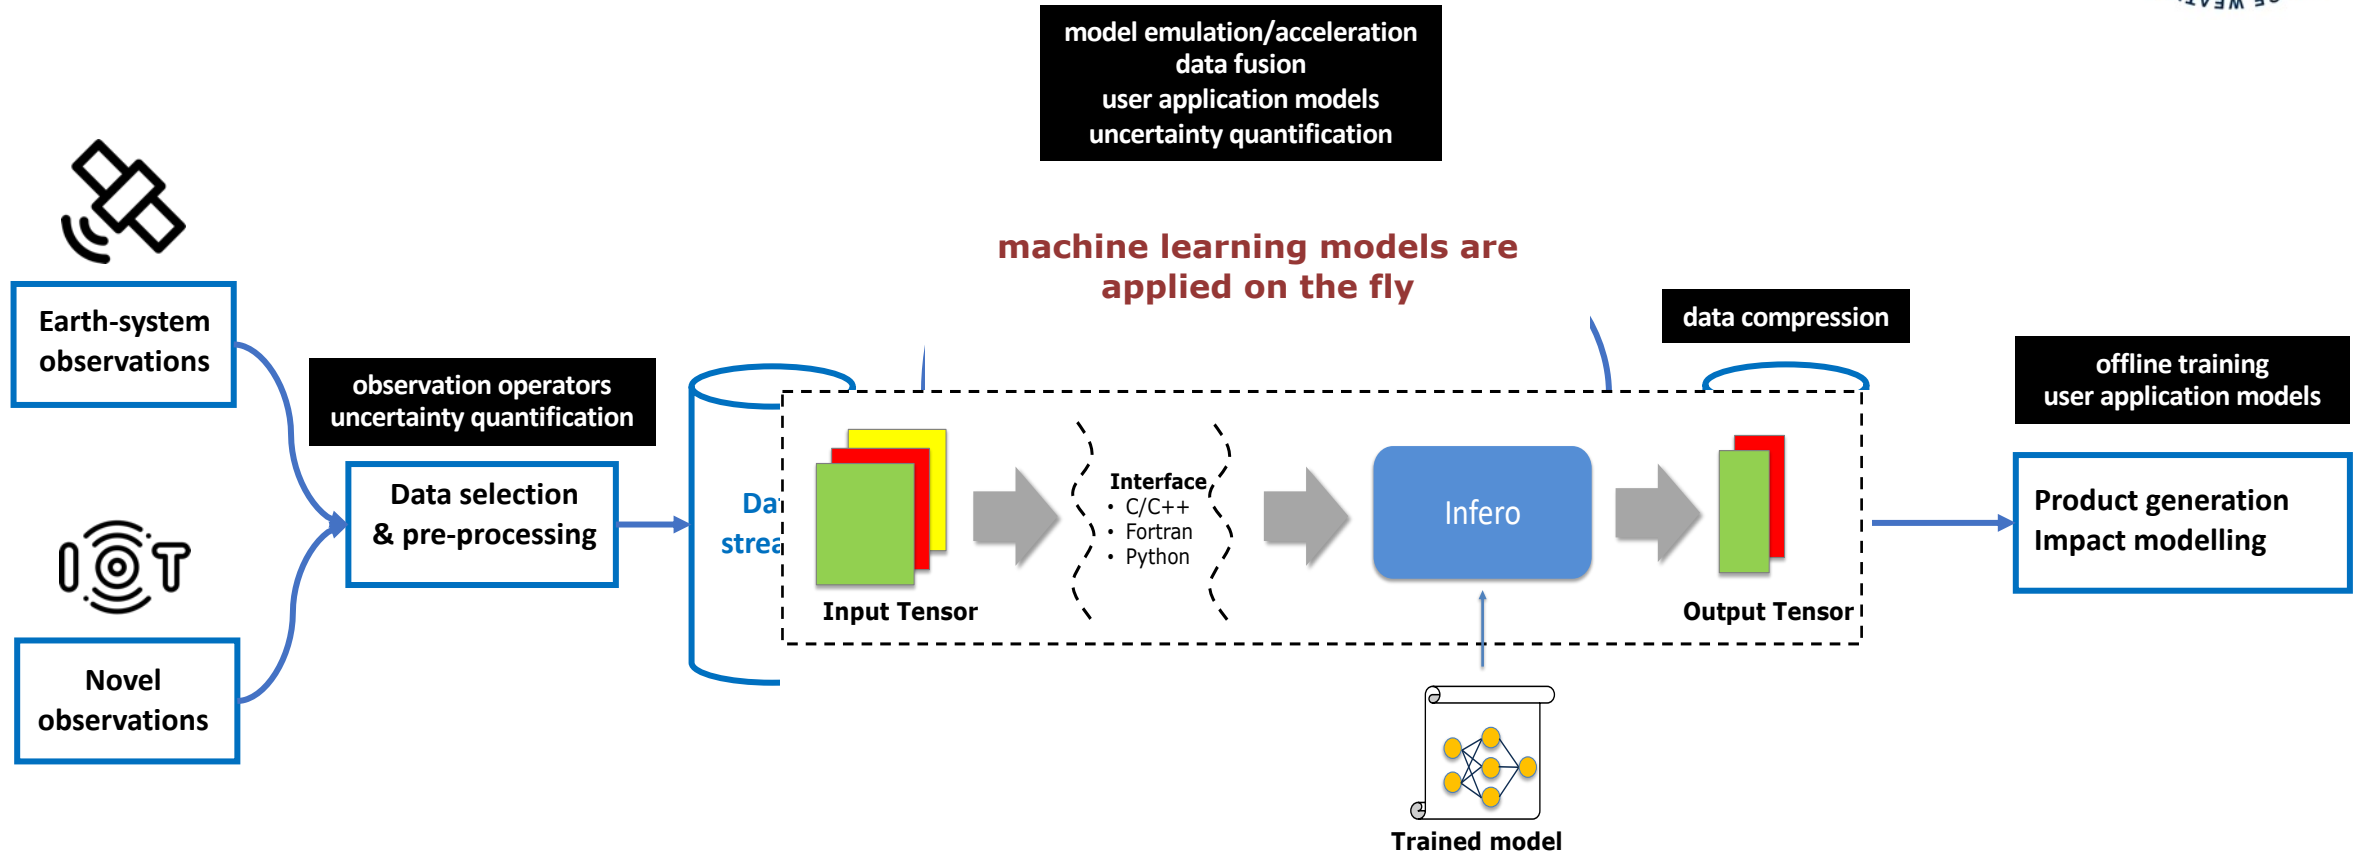 model emulation/acceleration
data fusion
user application models
uncertainty quantification
machine learning models are
applied on the fly
data compression
Earth-system
observations
observation operators
uncertainty quantification
offline training
user application models
Data selection
& pre-processing
Interface
• C/C++
• Fortran
• Python
Infero
Product generation
Impact modelling
IOT
Input Tensor
Output Tensor
Novel
observations
Trained model